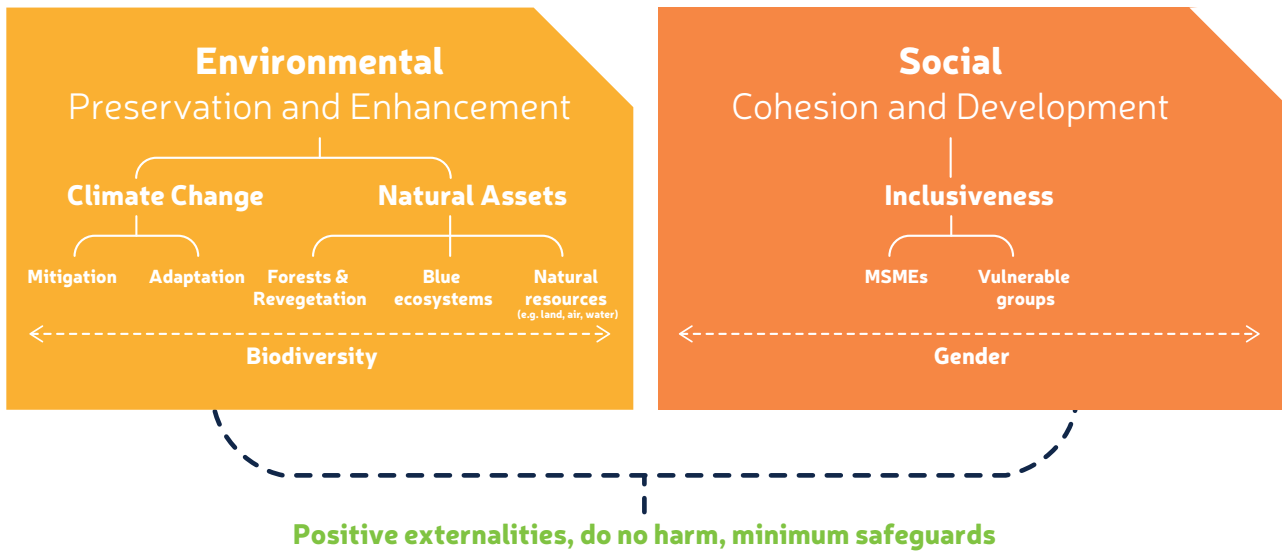 Environmental
Preservation and Enhancement
Climate Change
Natural Assets
Mitigation
Adaptation
Forests &
Revegetation
Blue
ecosystems
Natural
resources
(e.g. land, air, water)
Biodiversity
Social
Cohesion and Development
Inclusiveness
MSMEs
Vulnerable
groups
Gender
Positive externalities, do no harm, minimum safeguards